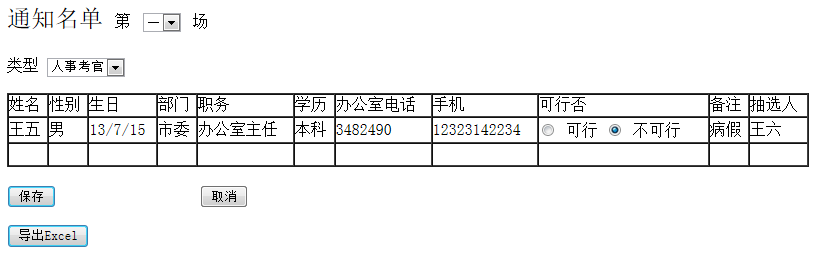 通知名单 第 一 场
类型 人事考官
姓名 性别 生日 部门 职务 学历 办公室电话 手机 可行否 备注 抽选人
王五 男 13/7/15 市委 办公室主任 本科 3482490 12323142234 可行 不可行 病假 王六
保存 取消
导出Excel